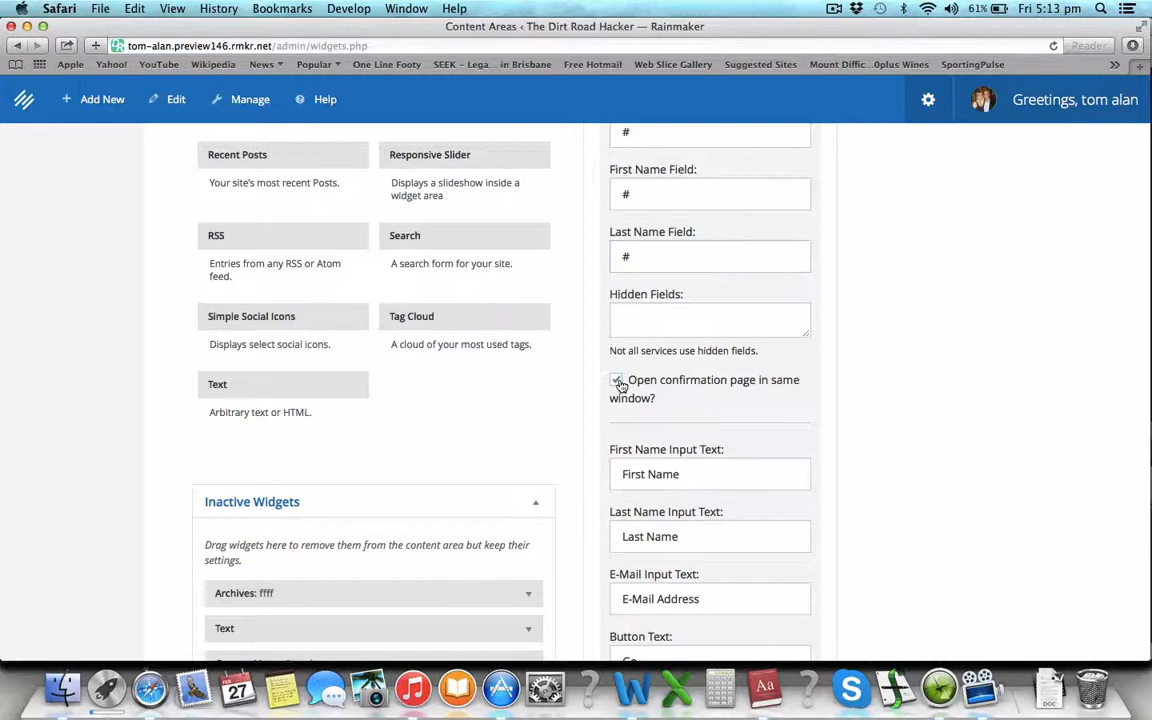 Safari File Edit View History Bookmarks Develop Window Help 61% Fri 5:13 pm
Content Areas ‹ The Dirt Road Hacker — Rainmaker
tom-alan.preview146.rmkr.net/admin/widgets.php Reader
Apple Yahoo! YouTube Wikipedia News Popular One Line Footy SEEK – Lega... in Brisbane Free Hotmail Web Slice Gallery Suggested Sites Mount Diffic...0plus Wines SportingPulse
Add New Edit Manage Help Greetings, tom alan
#
Recent Posts Responsive Slider
Your site's most recent Posts. Displays a slideshow inside a
widget area
First Name Field:
#
RSS Search
Entries from any RSS or Atom A search form for your site.
feed.
Last Name Field:
#
Hidden Fields:
Simple Social Icons Tag Cloud
Displays select social icons. A cloud of your most used tags.
Not all services use hidden fields.
Text
Arbitrary text or HTML.
Open confirmation page in same
window?
First Name Input Text:
First Name
Inactive Widgets
Last Name Input Text:
Last Name
Drag widgets here to remove them from the content area but keep their
settings.
E-Mail Input Text:
E-Mail Address
Archives: ffff
Text
Button Text:
Go
FEB
27
DOC